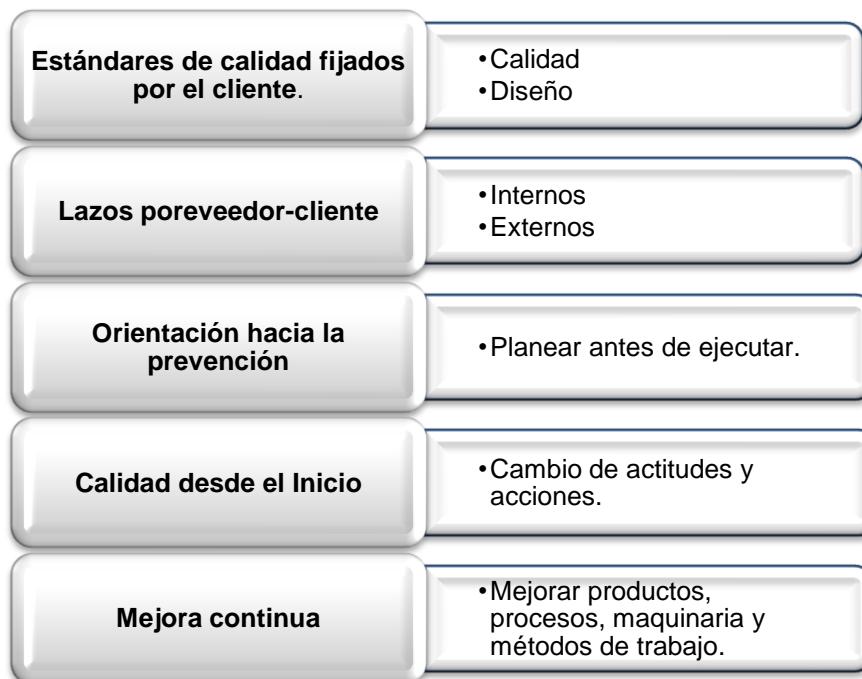 Estándares de calidad fijados
por el cliente.
•Calidad
•Diseño
Lazos poreveedor-cliente
•Internos
•Externos
Orientación hacia la
prevención
•Planear antes de ejecutar.
Calidad desde el Inicio
•Cambio de actitudes y
acciones.
Mejora continua
•Mejorar productos,
procesos, maquinaria y
métodos de trabajo.